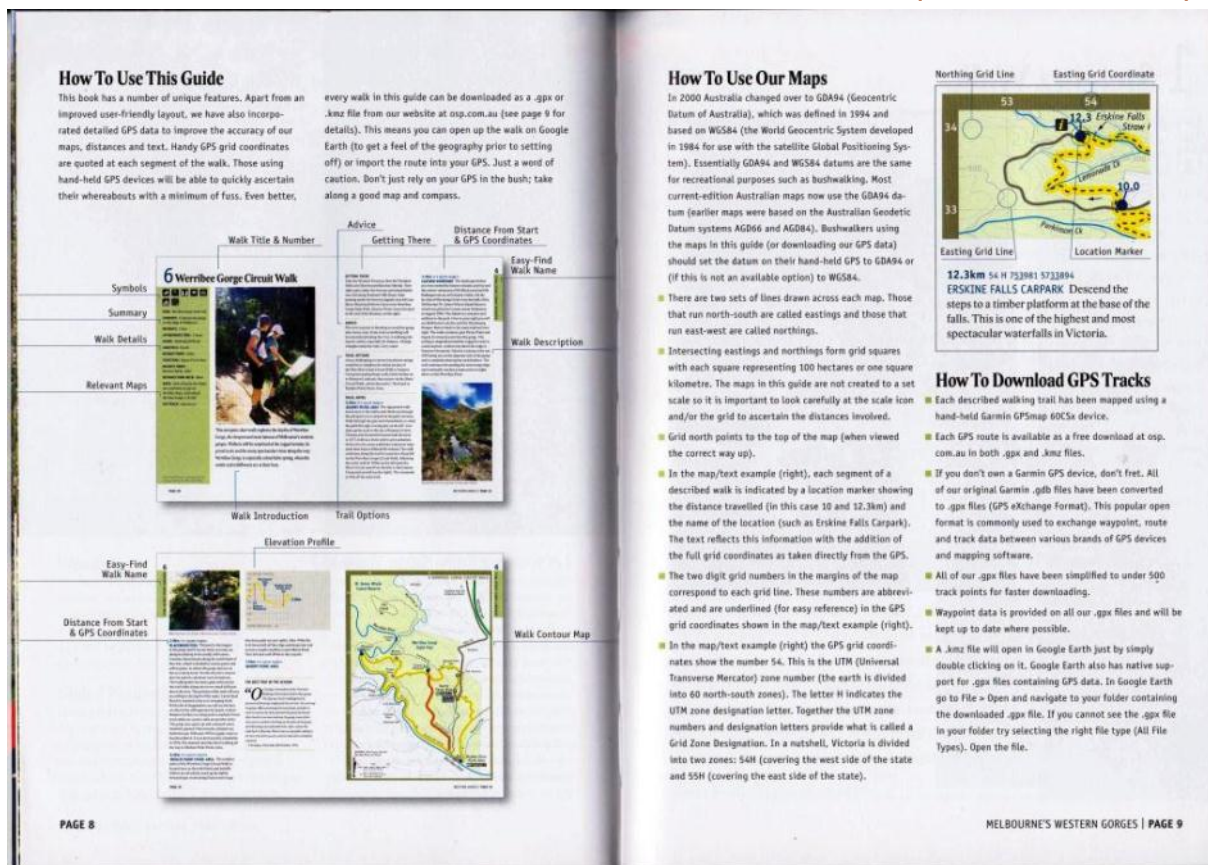 How To Use This Guide
This book has a number of unique features. Apart from an
improved user-friendly layout, we have also incorpo-
rated detailed GPS data to improve the accuracy of our
maps, distances and text. Handy GPS grid coordinates
are quoted at each segment of the walk. Those using
hand-held GPS devices will be able to quickly ascertain
their whereabouts with a minimum of fuss. Even better,
every walk in this guide can be downloaded as a .gpx or
.kmz file from our website at osp.com.au (see page 9 for
details). This means you can open up the walk on Google
Earth (to get a feel of the geography prior to setting
off) or import the route into your GPS. Just a word of
caution. Don't just rely on your GPS in the bush; take
along a good map and compass.
Advice
Walk Title & Number
Getting There
Distance From Start
& GPS Coordinates
Easy-Find
Walk Name
Symbols
Summary
Walk Details
Relevant Maps
Walk Description
6 Werribee Gorge Circuit Walk
Walk Introduction
Trail Options
Elevation Profile
Easy-Find
Walk Name
Distance From Start
& GPS Coordinates
Walk Contour Map
PAGE 8
How To Use Our Maps
In 2000 Australia changed over to GDA94 (Geocentric
Datum of Australia), which was defined in 1994 and
based on WGS84 (the World Geocentric System developed
in 1984 for use with the satellite Global Positioning Sys-
tem). Essentially GDA94 and WGS84 datums are the same
for recreational purposes such as bushwalking. Most
current-edition Australian maps now use the GDA94 da-
tum (earlier maps were based on the Australian Geodetic
Datum systems AGD66 and AGD84). Bushwalkers using
the maps in this guide (or downloading our GPS data)
should set the datum on their hand-held GPS to GDA94 or
(if this is not an available option) to WGS84.
There are two sets of lines drawn across each map. Those
that run north-south are called eastings and those that
run east-west are called northings.
Intersecting eastings and northings form grid squares
with each square representing 100 hectares or one square
kilometre. The maps in this guide are not created to a set
scale so it is important to look carefully at the scale icon
and/or the grid to ascertain the distances involved.
Grid north points to the top of the map (when viewed
the correct way up).
In the map/text example (right), each segment of a
described walk is indicated by a location marker showing
the distance travelled (in this case 10 and 12.3km) and
the name of the location (such as Erskine Falls Carpark).
The text reflects this information with the addition of
the full grid coordinates as taken directly from the GPS.
The two digit grid numbers in the margins of the map
correspond to each grid line. These numbers are abbrevi-
ated and are underlined (for easy reference) in the GPS
grid coordinates shown in the map/text example (right).
In the map/text example (right) the GPS grid coordi-
nates show the number 54. This is the UTM (Universal
Transverse Mercator) zone number (the earth is divided
into 60 north-south zones). The letter H indicates the
UTM zone designation letter. Together the UTM zone
numbers and designation letters provide what is called a
Grid Zone Designation. In a nutshell, Victoria is divided
into two zones: 54H (covering the west side of the state
and 55H (covering the east side of the state).
Northing Grid Line
Easting Grid Coordinate
53
54
34
i
12.3
Erskine Falls
Lemonade Ck
10.0
33
Parkinson Ck
Easting Grid Line
Location Marker
12.3km 54 H 753981 5733894
ERSKINE FALLS CARPARK Descend the
steps to a timber platform at the base of the
falls. This is one of the highest and most
spectacular waterfalls in Victoria.
How To Download GPS Tracks
Each described walking trail has been mapped using a
hand-held Garmin GPSmap 60CSx device.
Each GPS route is available as a free download at osp.
com.au in both .gpx and .kmz files.
If you don't own a Garmin GPS device, don't fret. All
of our original Garmin .gdb files have been converted
to .gpx files (GPS eXchange Format). This popular open
format is commonly used to exchange waypoint, route
and track data between various brands of GPS devices
and mapping software.
All of our .gpx files have been simplified to under 500
track points for faster downloading.
Waypoint data is provided on all our .gpx files and will be
kept up to date where possible.
A .kmz file will open in Google Earth just by simply
double clicking on it. Google Earth also has native sup-
port for .gpx files containing GPS data. In Google Earth
go to File > Open and navigate to your folder containing
the downloaded .gpx file. If you cannot see the .gpx file
in your folder try selecting the right file type (All File
Types). Open the file.
MELBOURNE'S WESTERN GORGES | PAGE 9